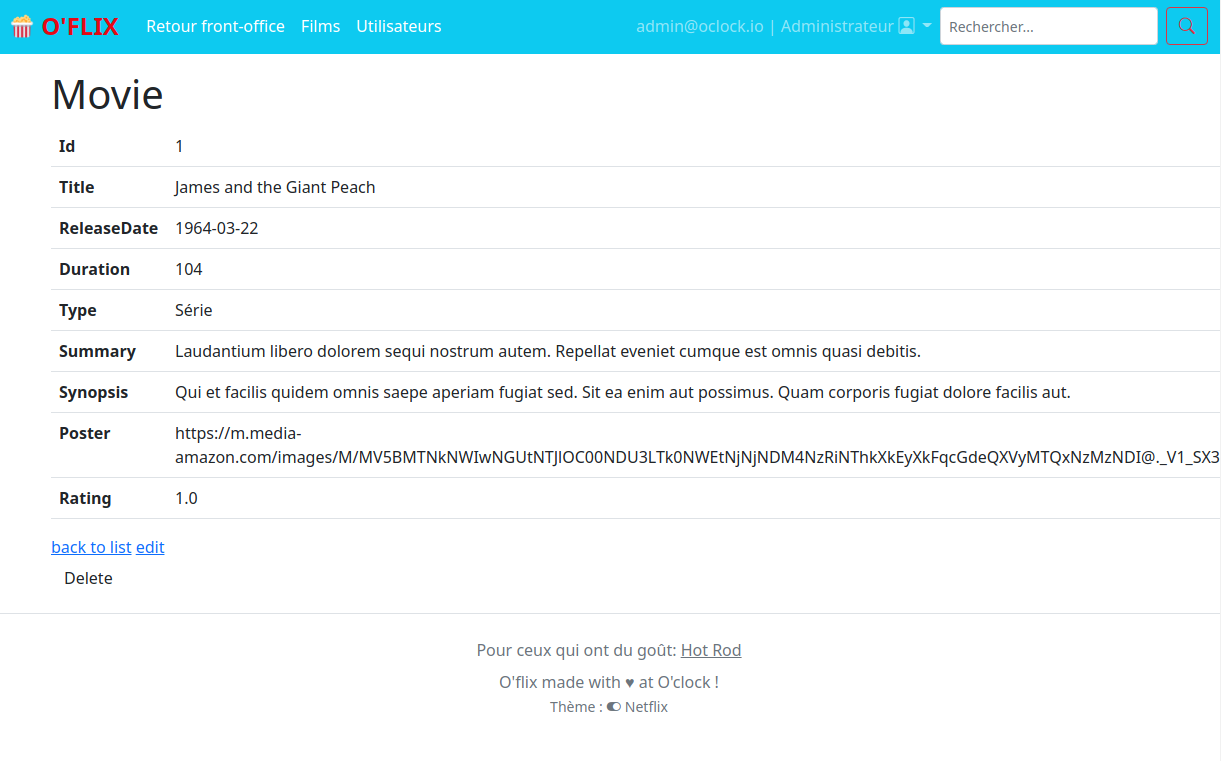 O'FLIX Retour front-office Films Utilisateurs admin@oclock.io | Administrateur Rechercher...
Movie
Id 1
Title James and the Giant Peach
ReleaseDate 1964-03-22
Duration 104
Type Série
Summary Laudantium libero dolorem sequi nostrum autem. Repellat eveniet cumque est omnis quasi debitis.
Synopsis Qui et facilis quidem omnis saepe aperiam fugiat sed. Sit ea enim aut possimus. Quam corporis fugiat dolore facilis aut.
Poster https://m.media-
amazon.com/images/M/MV5BMTNkNWIwNGUtNTJlOC00NDU3LTk0NWEtNjNjNDM4NzRiNThkXkEyXkFqcGdeQXVyMTQxNzMzNDI@._V1_SX3
Rating 1.0
back to list edit
Delete
Pour ceux qui ont du goût: Hot Rod
O'flix made with ♥ at O'clock !
Thème : Netflix